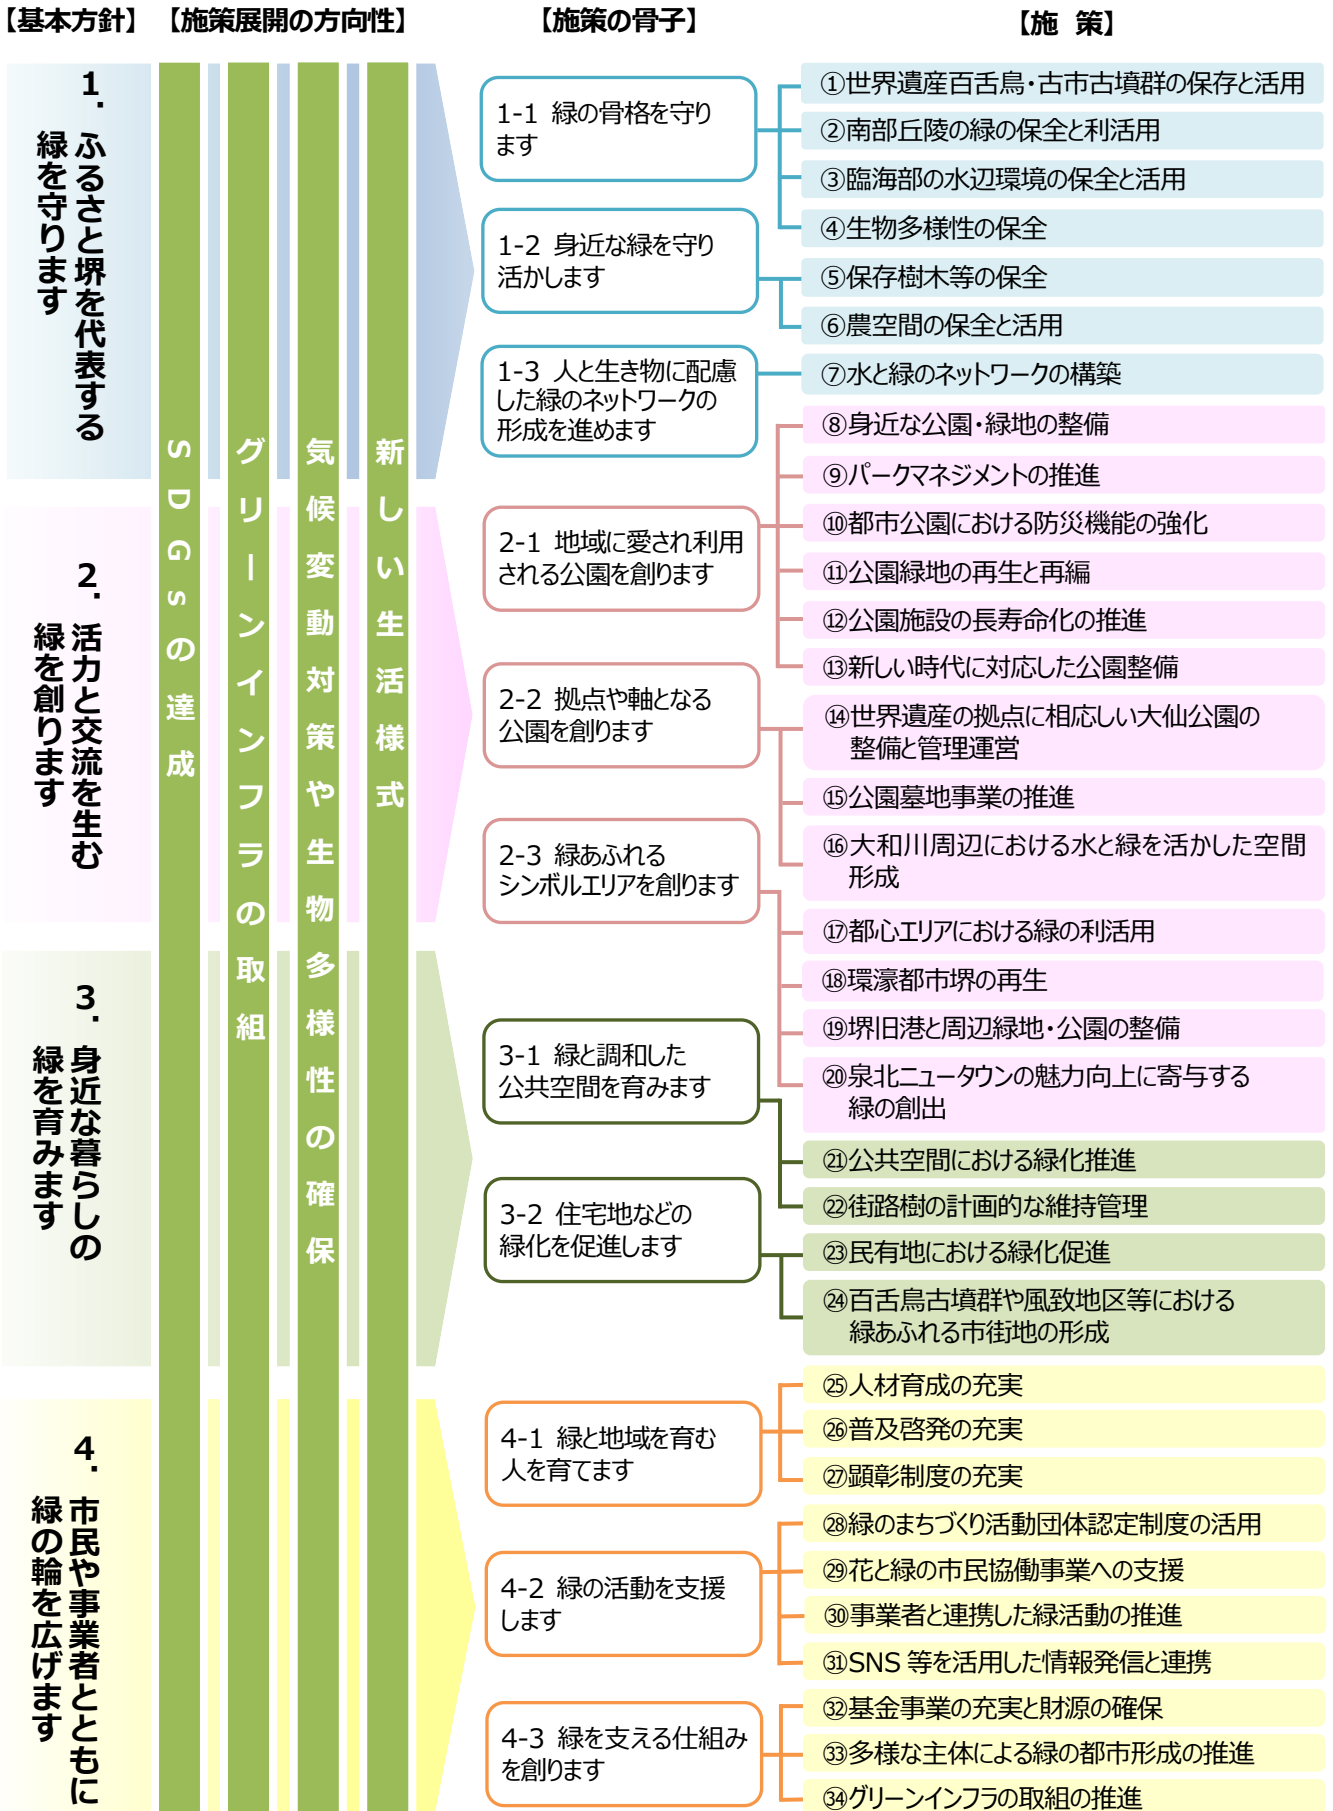 【基本方針】
【施策展開の方向性】
【施策の骨子】
【施 策】
1．ふるさと堺を代表する
緑を守ります
2．活力と交流を生む
緑を創ります
3．身近な暮らしの
緑を育みます
4．市民や事業者とともに
緑の輪を広げます
SDGsの達成
グリーンインフラの取組
気候変動対策や生物多様性の確保
新しい生活様式
1-1 緑の骨格を守り
ます
1-2 身近な緑を守り
活かします
1-3 人と生き物に配慮
した緑のネットワークの
形成を進めます
2-1 地域に愛され利用
される公園を創ります
2-2 拠点や軸となる
公園を創ります
2-3 緑あふれる
シンボルエリアを創ります
3-1 緑と調和した
公共空間を育みます
3-2 住宅地などの
緑化を促進します
4-1 緑と地域を育む
人を育てます
4-2 緑の活動を支援
します
4-3 緑を支える仕組み
を創ります
①世界遺産百舌鳥・古市古墳群の保存と活用
②南部丘陵の緑の保全と利活用
③臨海部の水辺環境の保全と活用
④生物多様性の保全
⑤保存樹木等の保全
⑥農空間の保全と活用
⑦水と緑のネットワークの構築
⑧身近な公園・緑地の整備
⑨パークマネジメントの推進
⑩都市公園における防災機能の強化
⑪公園緑地の再生と再編
⑫公園施設の長寿命化の推進
⑬新しい時代に対応した公園整備
⑭世界遺産の拠点に相応しい大仙公園の
整備と管理運営
⑮公園墓地事業の推進
⑯大和川周辺における水と緑を活かした空間
形成
⑰都心エリアにおける緑の利活用
⑱環濠都市堺の再生
⑲堺旧港と周辺緑地・公園の整備
⑳泉北ニュータウンの魅力向上に寄与する
緑の創出
㉑公共空間における緑化推進
㉒街路樹の計画的な維持管理
㉓民有地における緑化促進
㉔百舌鳥古墳群や風致地区等における
緑あふれる市街地の形成
㉕人材育成の充実
㉖普及啓発の充実
㉗顕彰制度の充実
㉘緑のまちづくり活動団体認定制度の活用
㉙花と緑の市民協働事業への支援
㉚事業者と連携した緑活動の推進
㉛SNS 等を活用した情報発信と連携
㉜基金事業の充実と財源の確保
㉝多様な主体による緑の都市形成の推進
㉞グリーンインフラの取組の推進